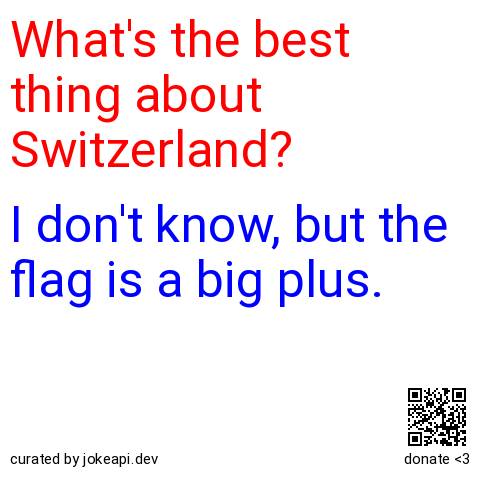 What's the best
thing about
Switzerland?
I don't know, but the
flag is a big plus.
curated by jokeapi.dev
donate <3